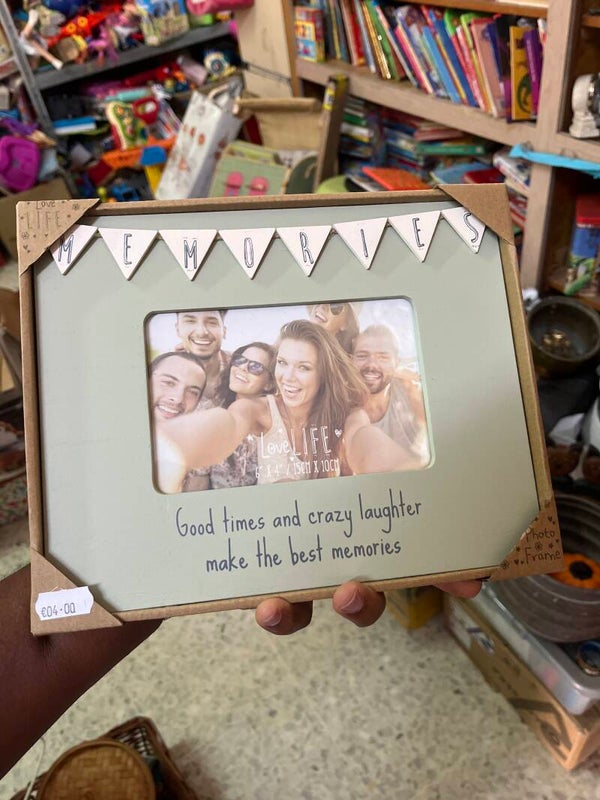 Love
LIFE
MEMORIES
Love LIFE
6" X 4" / 15CM X 10CM
Good times and crazy laughter
make the best memories
Photo
Frame
€04.00